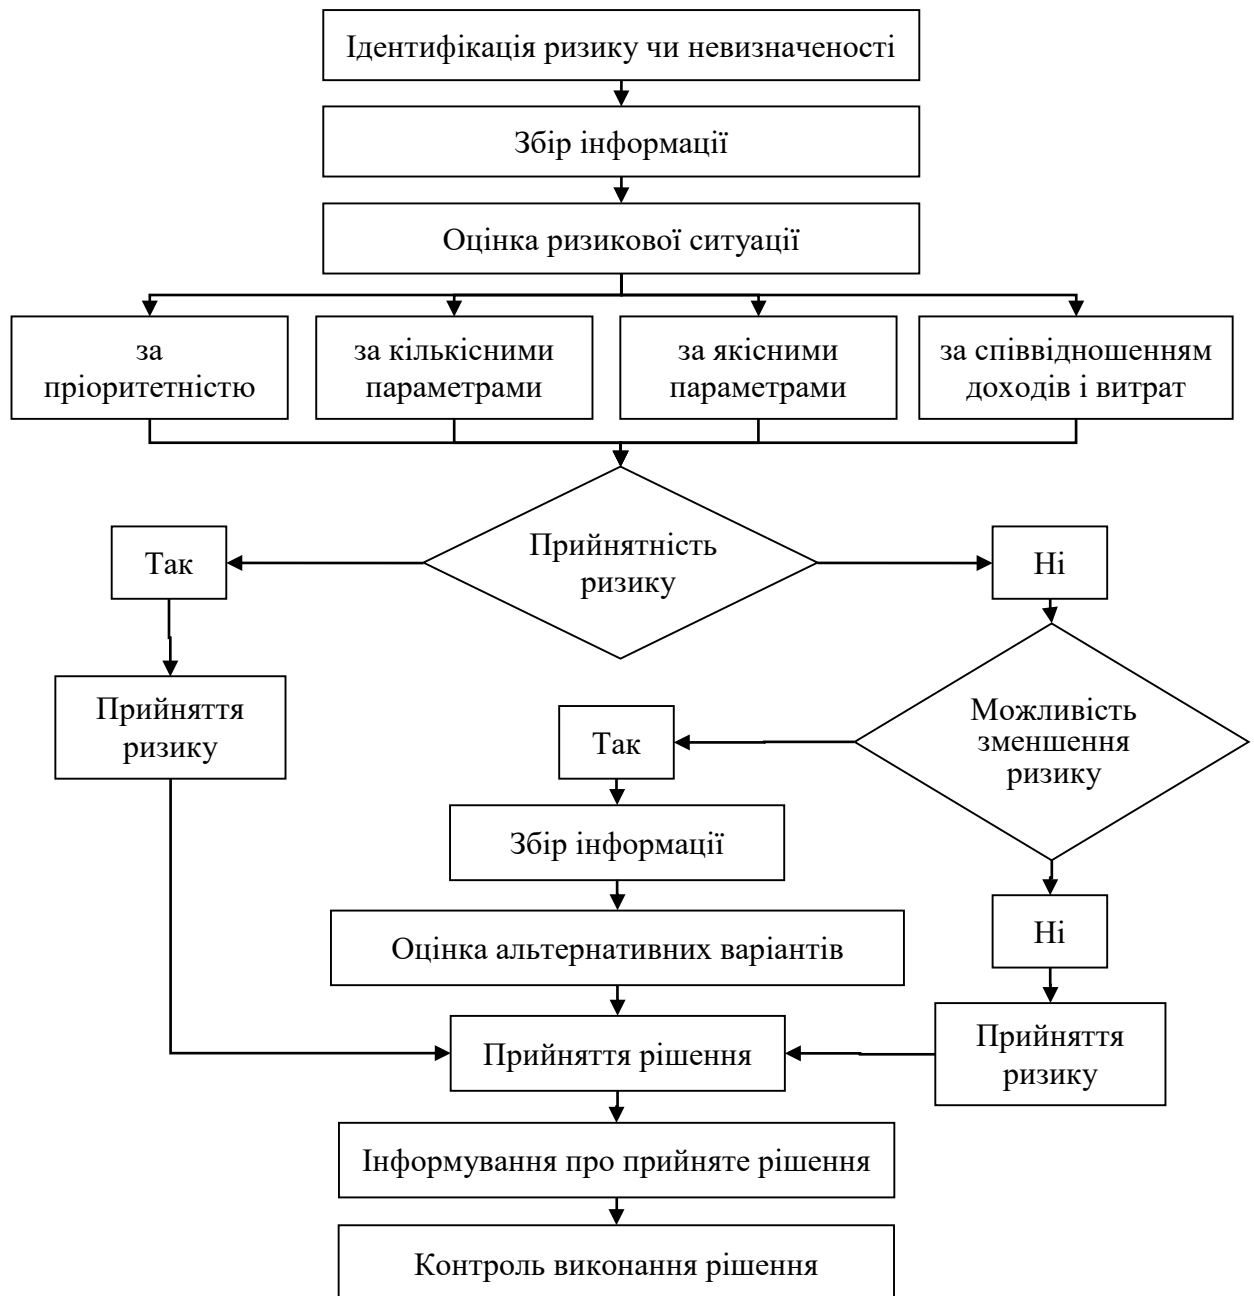 Ідентифікація ризику чи невизначеності
Збір інформації
Оцінка ризикової ситуації
за
пріоритетністю
за кількісними
параметрами
за якісними
параметрами
за співвідношенням
доходів і витрат
Прийнятність
ризику
Так
Ні
Прийняття
ризику
Так
Можливість
зменшення
ризику
Збір інформації
Ні
Оцінка альтернативних варіантів
Прийняття рішення
Прийняття
ризику
Інформування про прийняте рішення
Контроль виконання рішення